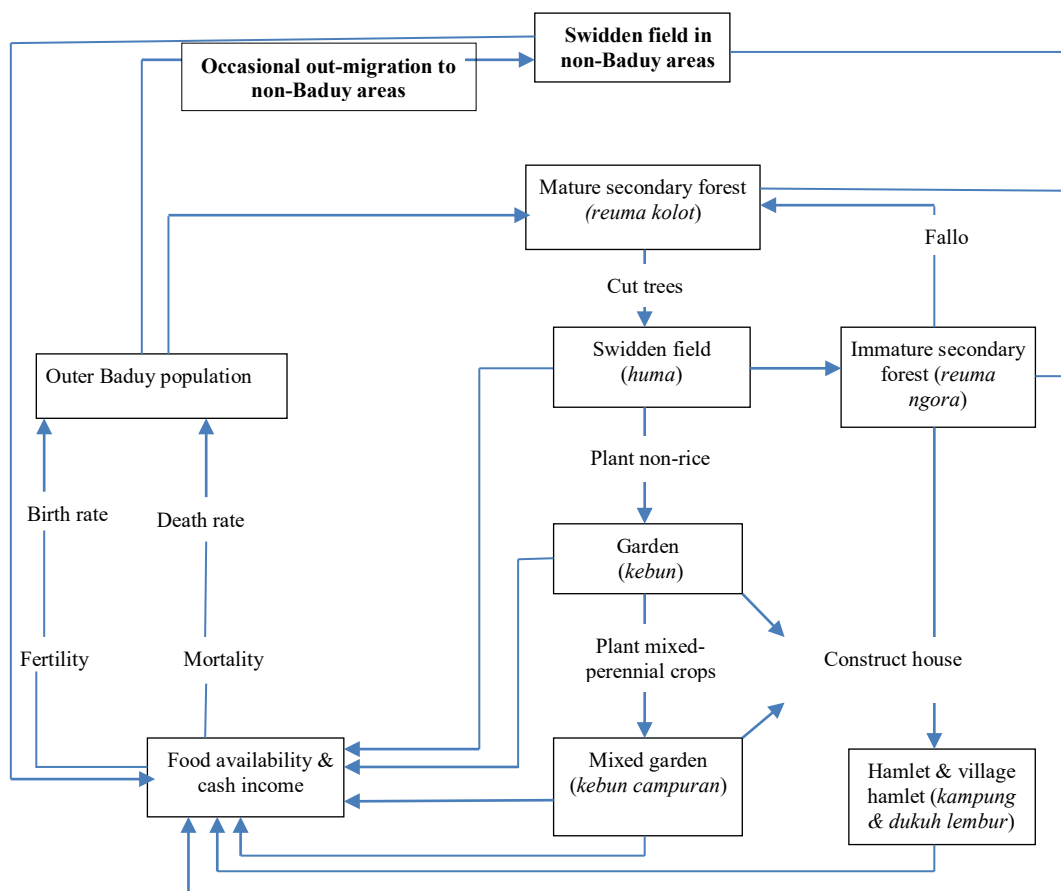 Swidden field in
non-Baduy areas
Occasional out-migration to
non-Baduy areas
Mature secondary forest
(reuma kolot)
Fallo
Cut trees
Swidden field
(huma)
Immature secondary
forest (reuma
ngora)
Outer Baduy population
Plant non-rice
Birth rate
Death rate
Garden
(kebun)
Fertility
Mortality
Plant mixed-
perennial crops
Construct house
Food availability &
cash income
Mixed garden
(kebun campuran)
Hamlet & village
hamlet (kampung
& dukuh lembur)